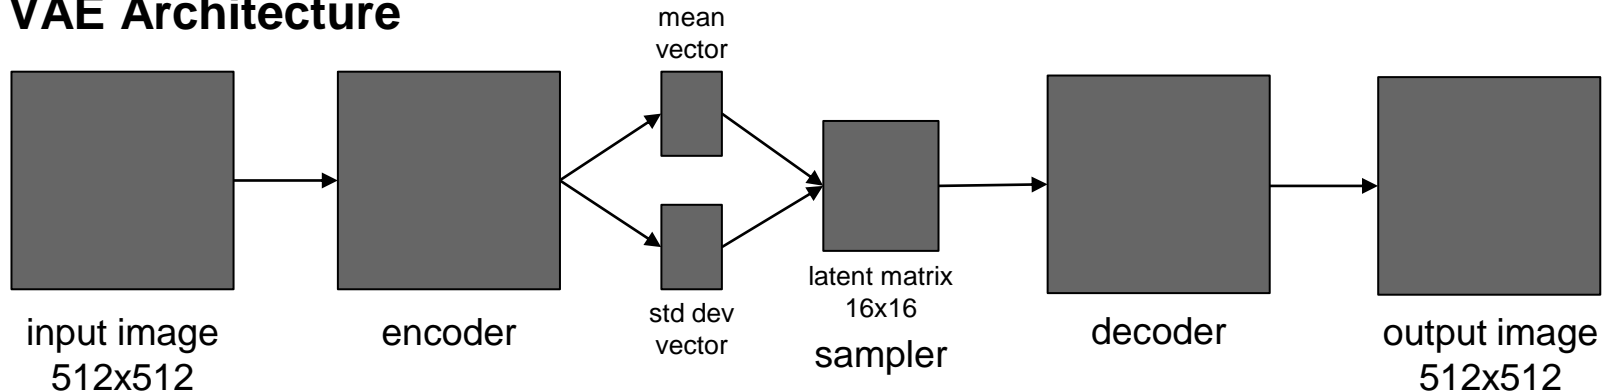 VAE Architecture
mean
vector
input image
512x512
encoder
std dev
vector
latent matrix
16x16
sampler
decoder
output image
512x512